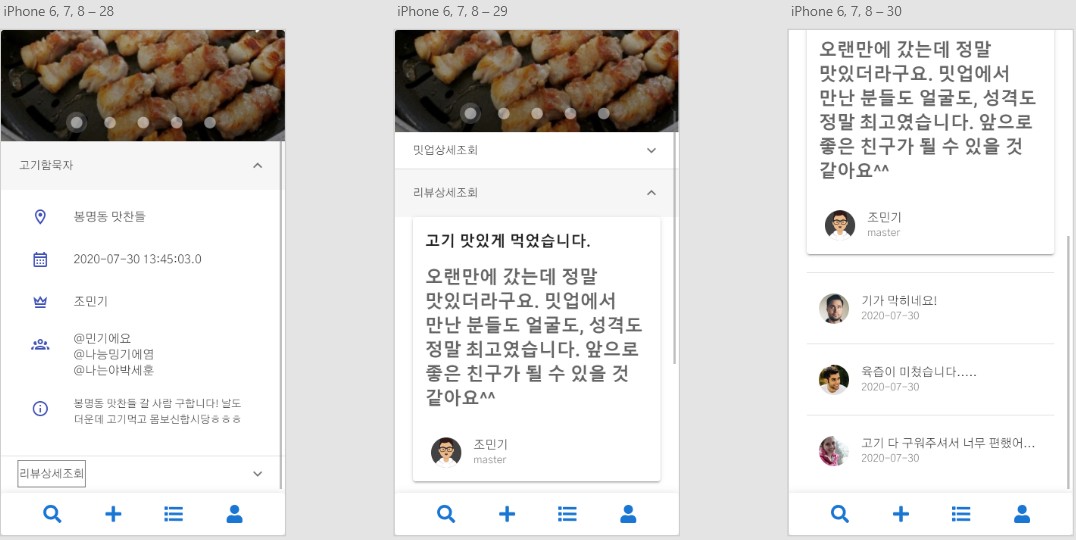 iPhone 6, 7, 8 – 28
고기함묵자
봉명동 맛찬들
2020-07-30 13:45:03.0
조민기
@민기에요
@나능밍기에염
@나는야박세훈
봉명동 맛찬들 갈 사람 구합니다! 날도
더운데 고기먹고 몸보신합시당ㅎㅎㅎ
리뷰상세조회
iPhone 6, 7, 8 – 29
밋업상세조회
리뷰상세조회
고기 맛있게 먹었습니다.
오랜만에 갔는데 정말
맛있더라구요. 밋업에서
만난 분들도 얼굴도, 성격도
정말 최고였습니다. 앞으로
좋은 친구가 될 수 있을 것
같아요^^
조민기
master
iPhone 6, 7, 8 – 30
오랜만에 갔는데 정말
맛있더라구요. 밋업에서
만난 분들도 얼굴도, 성격도
정말 최고였습니다. 앞으로
좋은 친구가 될 수 있을 것
같아요^^
조민기
master
기가 막히네요!
2020-07-30
육즙이 미쳤습니다.....
2020-07-30
고기 다 구워주셔서 너무 편했어...
2020-07-30